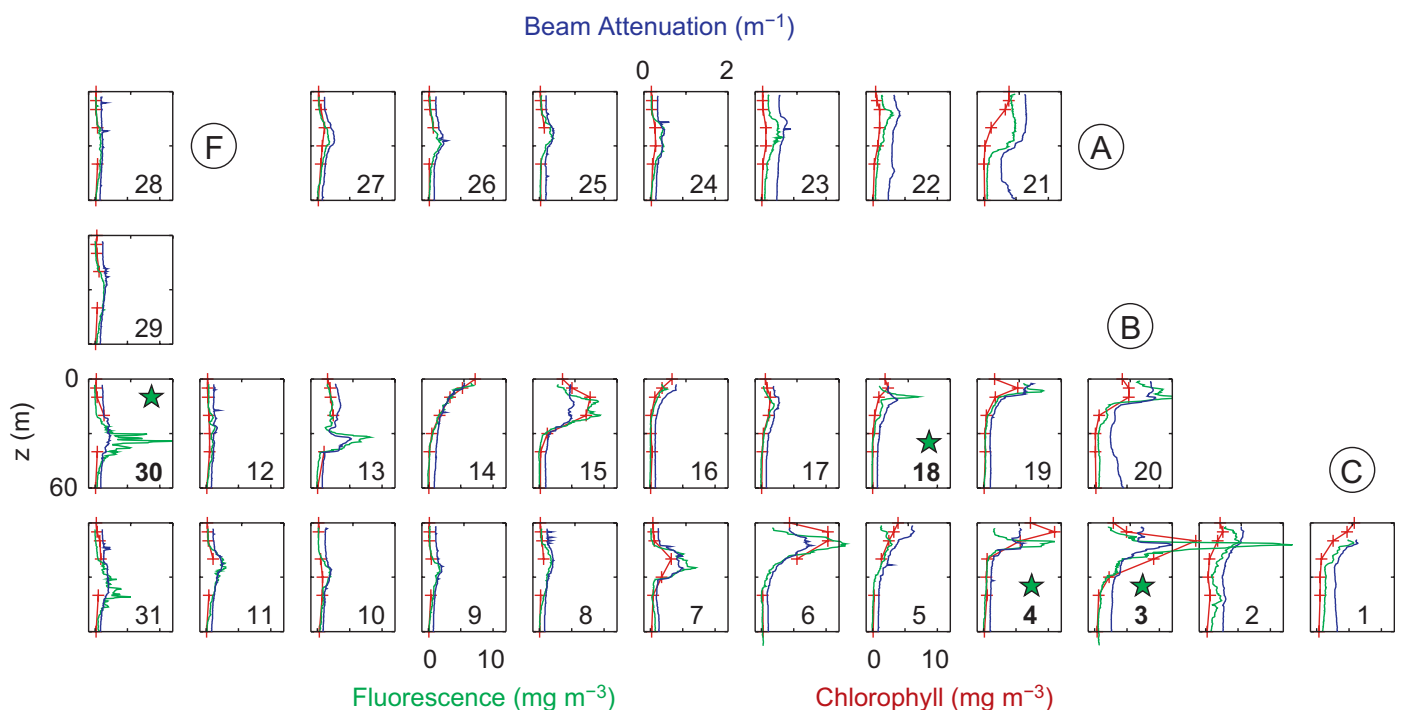 Beam Attenuation (m⁻¹)
0 2
28 F 27 26 25 24 23 22 21 A
29
B
0
z (m)
60
30 12 13 14 15 16 17 18 19 20
C
31 11 10 9 8 7 6 5 4 3 2 1
0 10 0 10
Fluorescence (mg m⁻³) Chlorophyll (mg m⁻³)